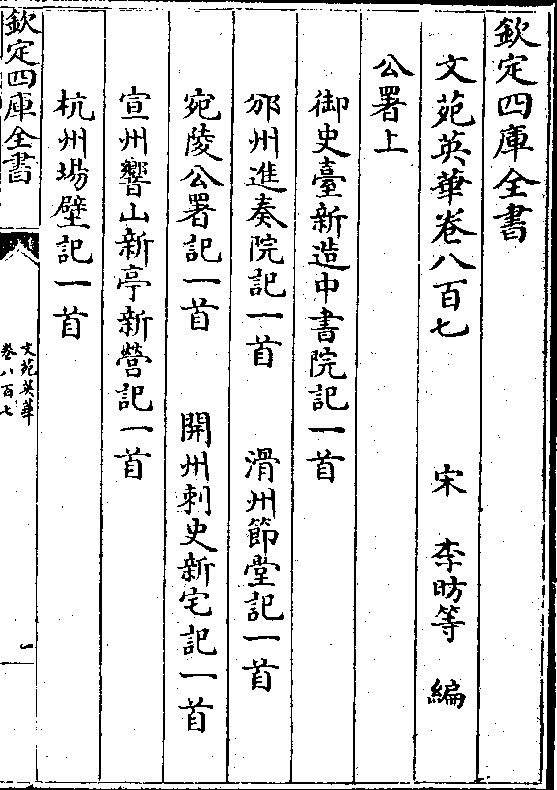 欽定四庫全書
文苑英華卷八百七 宋 李昉等 編
公署上
御史臺新造中書院記一首
邠州進奏院記一首 滑州節堂記一首
宛陵公署記一首 開州刺史新宅記一首
宣州響山新亭新營記一首
杭州場壁記一首
欽定四庫全書
文苑英華
卷八百七
一